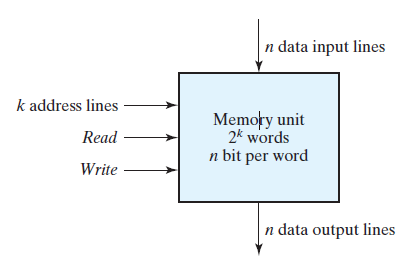 n data input lines
k address lines
Read
Write
Memory unit
2^k words
n bit per word
n data output lines